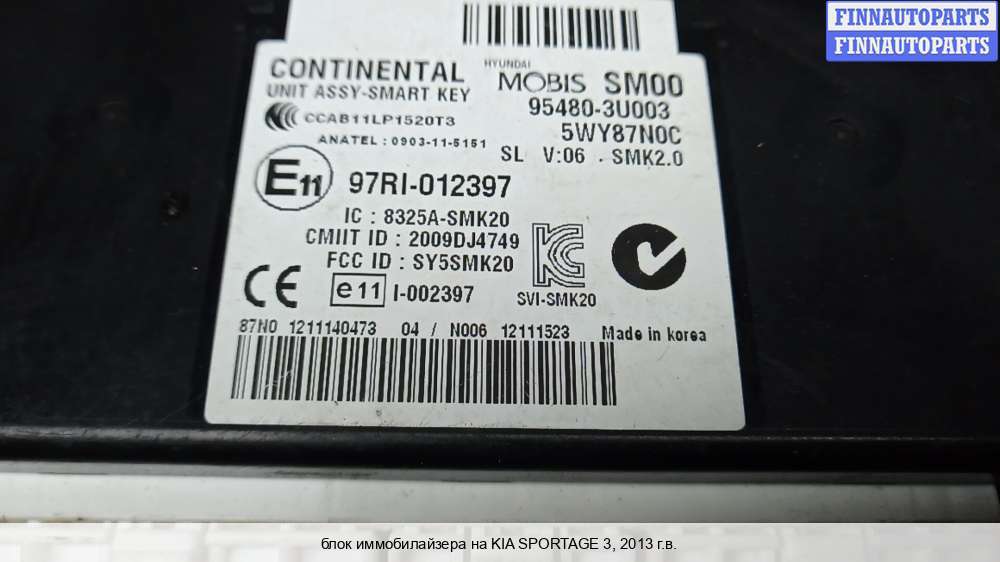 FINNAUTOPARTS
FINNAUTOPARTS
CONTINENTAL
UNIT ASSY-SMART KEY
CCAB11LP1520T3
ANATEL : 0903-11-5151
HYUNDAI
MOBIS SM00
95480-3U003
5WY87N0C
SL V:06 . SMK2.0
E11 97RI-012397
IC : 8325A-SMK20
CMIIT ID : 2009DJ4749
FCC ID : SY5SMK20
CE e11 I-002397
KC
SVI-SMK20
87N0 1211140473 04 / N006 12111523 Made in korea
блок иммобилайзера на KIA SPORTAGE 3, 2013 г.в.